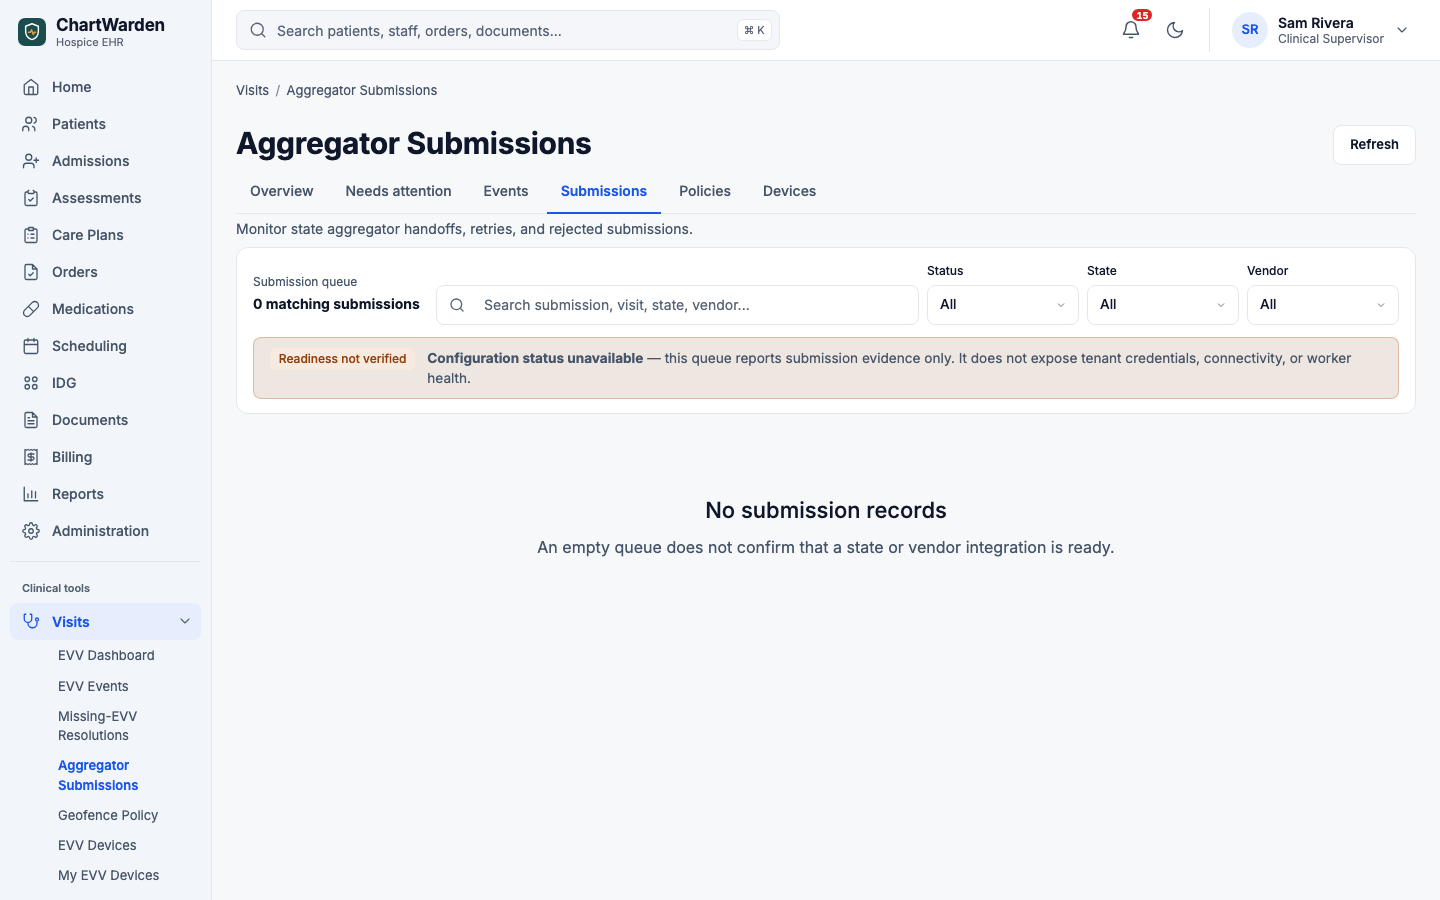 ChartWarden
Hospice EHR
Search patients, staff, orders, documents...
⌘ K
15
SR
Sam Rivera
Clinical Supervisor
Home
Patients
Admissions
Assessments
Care Plans
Orders
Medications
Scheduling
IDG
Documents
Billing
Reports
Administration
Clinical tools
Visits
EVV Dashboard
EVV Events
Missing-EVV
Resolutions
Aggregator
Submissions
Geofence Policy
EVV Devices
My EVV Devices
Visits / Aggregator Submissions
Aggregator Submissions
Refresh
Overview
Needs attention
Events
Submissions
Policies
Devices
Monitor state aggregator handoffs, retries, and rejected submissions.
Submission queue
0 matching submissions
Search submission, visit, state, vendor...
Status
All
State
All
Vendor
All
Readiness not verified
Configuration status unavailable — this queue reports submission evidence only. It does not expose tenant credentials, connectivity, or worker
health.
No submission records
An empty queue does not confirm that a state or vendor integration is ready.